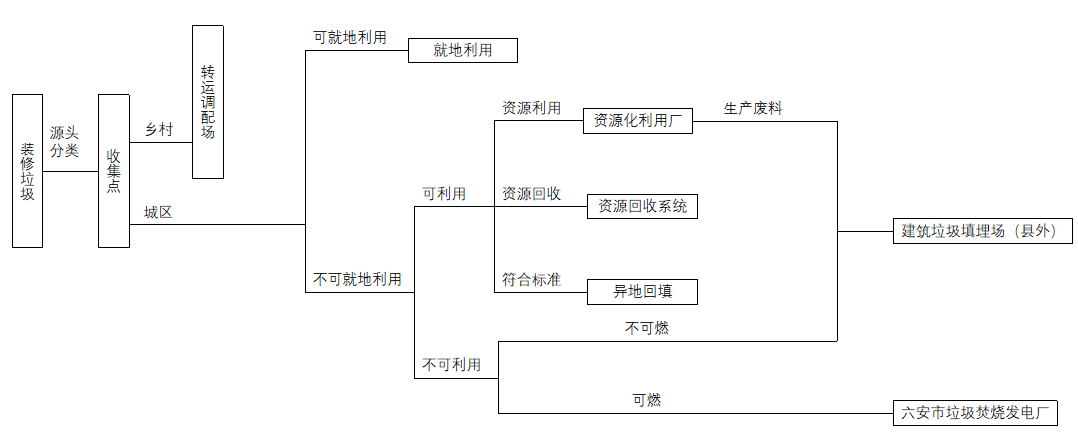 装修垃圾
源头
分类
收集点
乡村
转运调配场
城区
可就地利用
就地利用
不可就地利用
可利用
资源利用
资源化利用厂
生产废料
资源回收
资源回收系统
符合标准
异地回填
不可利用
不可燃
建筑垃圾填埋场（县外）
可燃
六安市垃圾焚烧发电厂